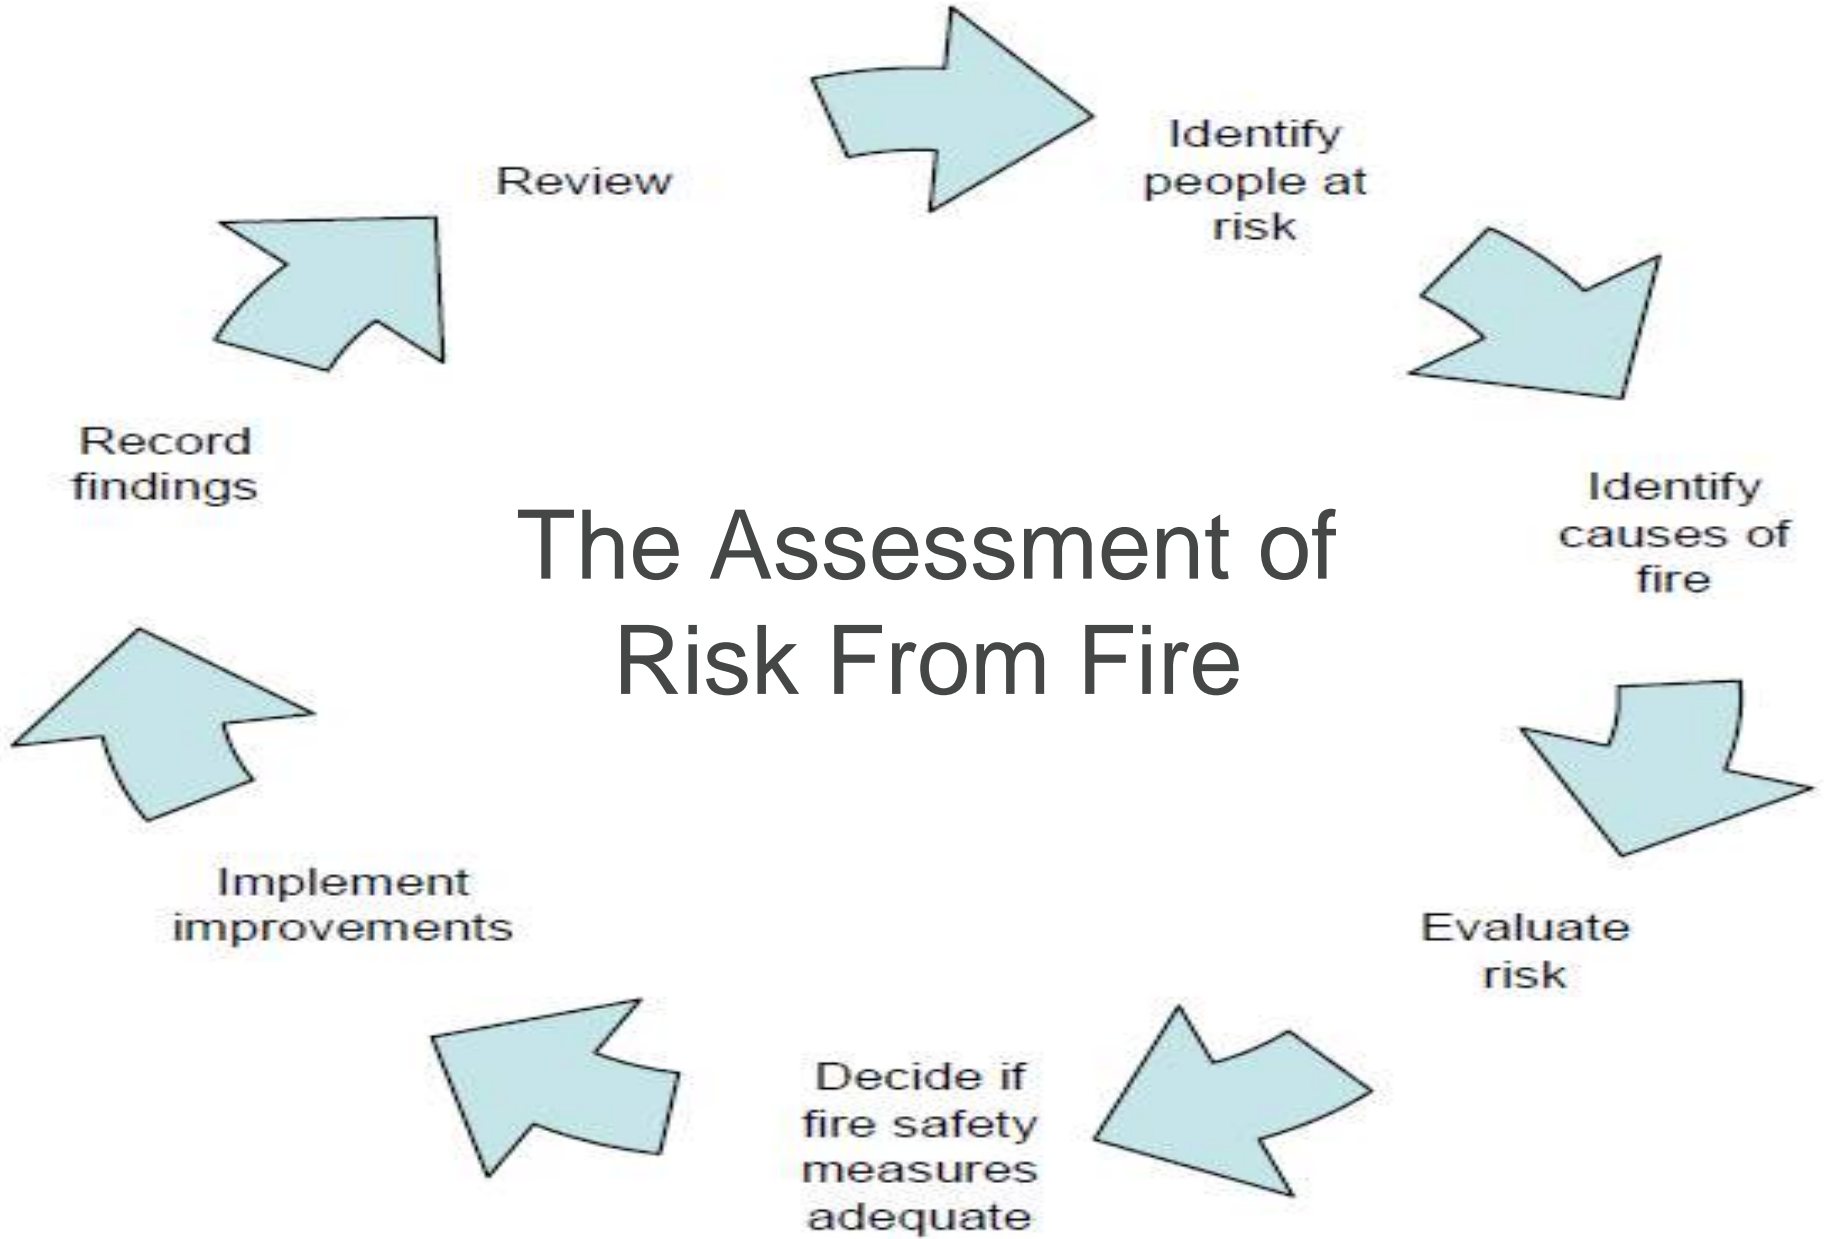 The Assessment of
Risk From Fire
Identify
people at
risk
Identify
causes of
fire
Evaluate
risk
Decide if
fire safety
measures
adequate
Implement
improvements
Record
findings
Review